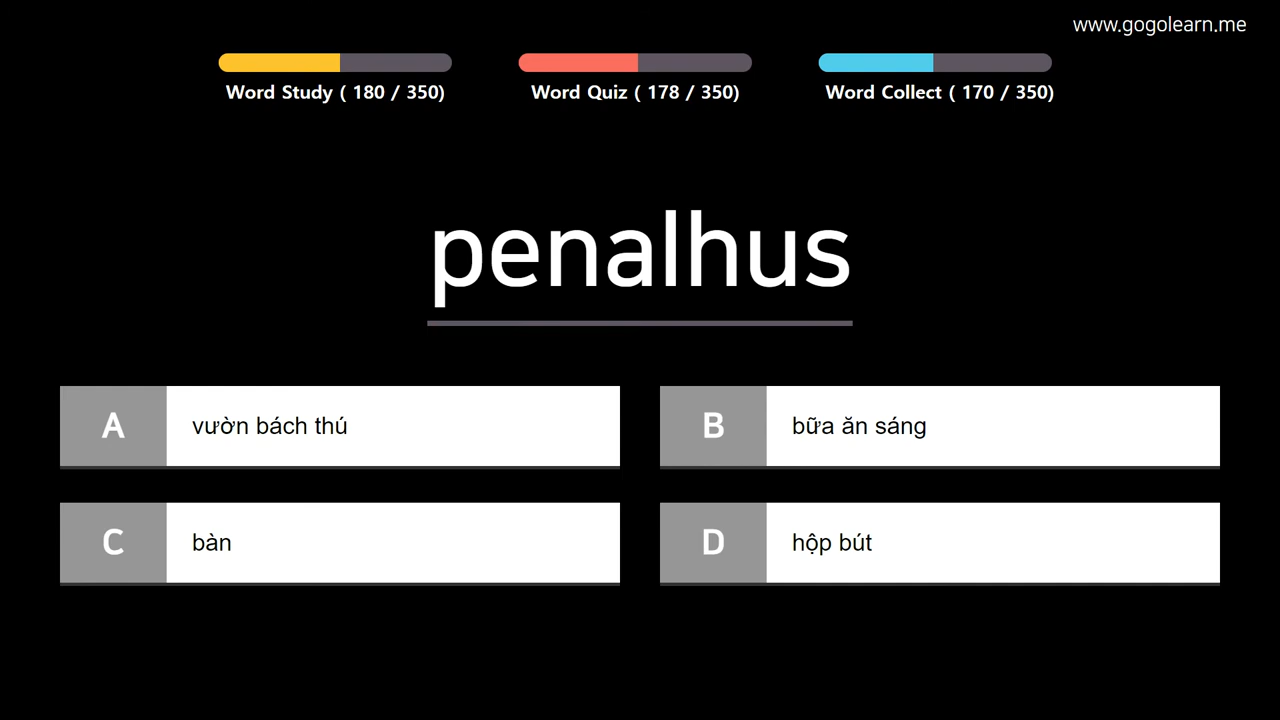 www.gogolearn.me
Word Study ( 180 / 350)
Word Quiz ( 178 / 350)
Word Collect ( 170 / 350)
penalhus
A
vườn bách thú
B
bữa ăn sáng
C
bàn
D
hộp bút